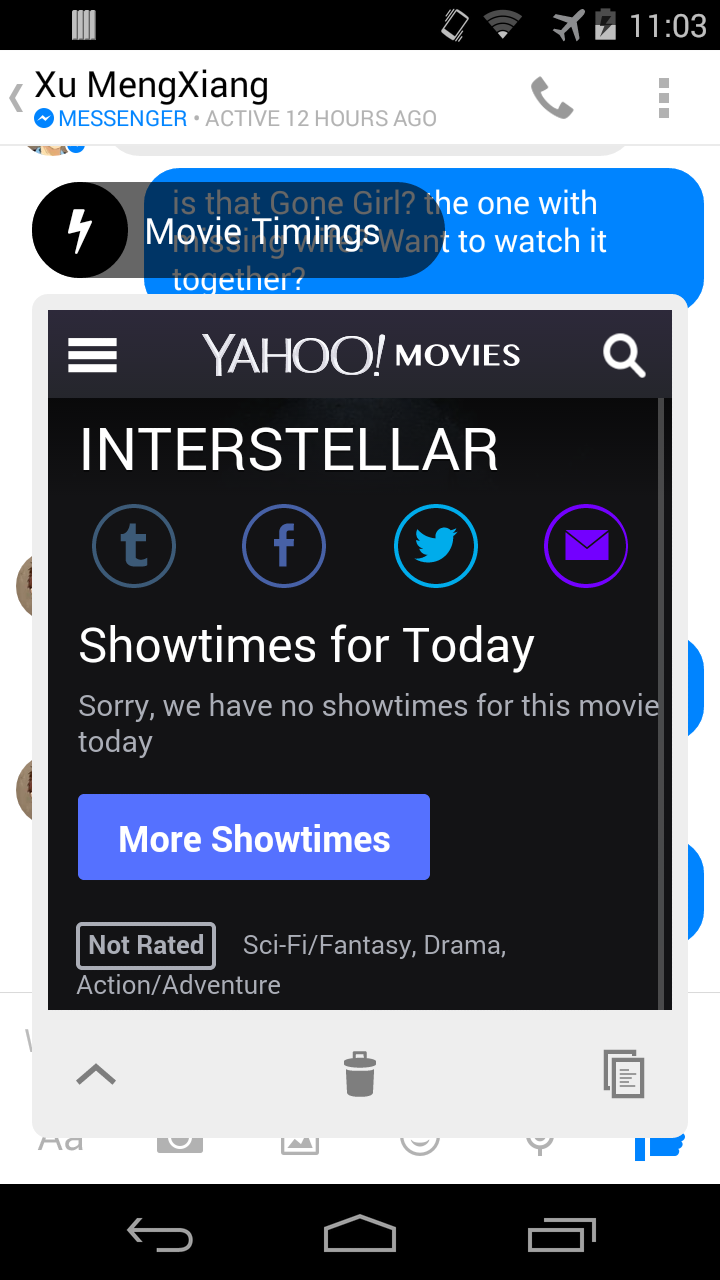 11:03
Xu MengXiang
MESSENGER • ACTIVE 12 HOURS AGO
is that Gone Girl? the one with
missing wife? Want to watch it
together?
Movie Timings
YAHOO! MOVIES
INTERSTELLAR
t f
Showtimes for Today
Sorry, we have no showtimes for this movie
today
More Showtimes
Not Rated Sci-Fi/Fantasy, Drama,
Action/Adventure
Aa